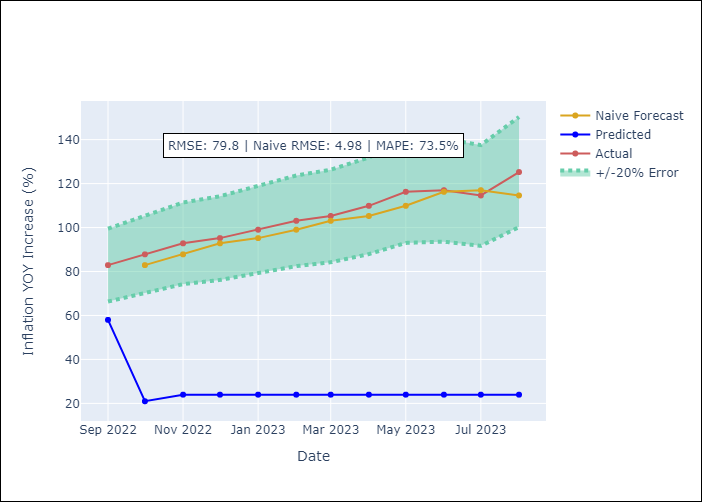 RMSE: 79.8 | Naive RMSE: 4.98 | MAPE: 73.5%
Naive Forecast
Predicted
Actual
+/-20% Error
Inflation YOY Increase (%)
140
120
100
80
60
40
20
Sep 2022
Nov 2022
Jan 2023
Mar 2023
May 2023
Jul 2023
Date